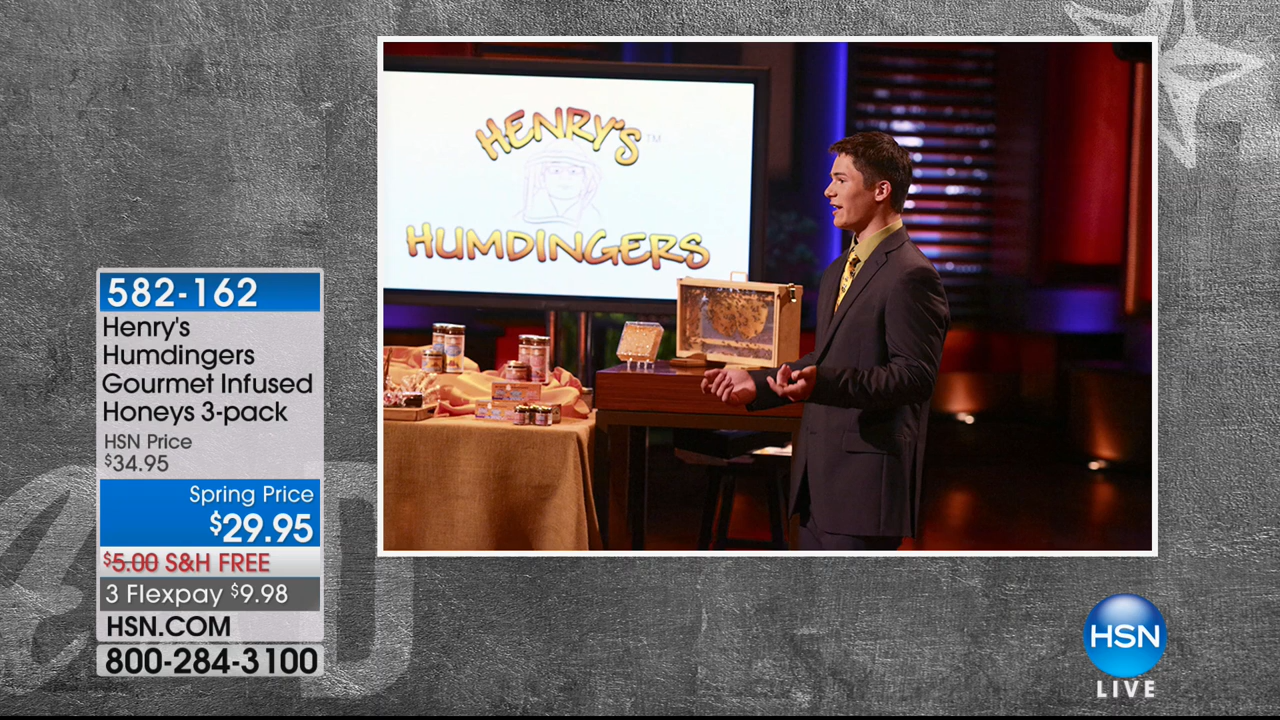 HENRY'S™
HUMDINGERS
582-162
Henry's
Humdingers
Gourmet Infused
Honeys 3-pack
HSN Price
$34.95
Spring Price
$29.95
$5.00 S&H FREE
3 Flexpay $9.98
HSN.COM
800-284-3100
HSN
LIVE